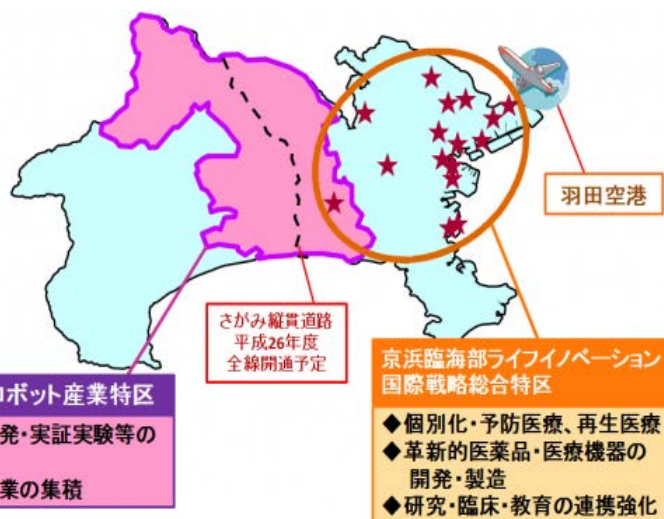 羽田空港
さがみ縦貫道路
平成26年度
全線開通予定
ロボット産業特区
発・実証実験等の
業の集積
京浜臨海部ライフイノベーション
国際戦略総合特区
◆個別化・予防医療、再生医療
◆革新的医薬品・医療機器の
開発・製造
◆研究・臨床・教育の連携強化